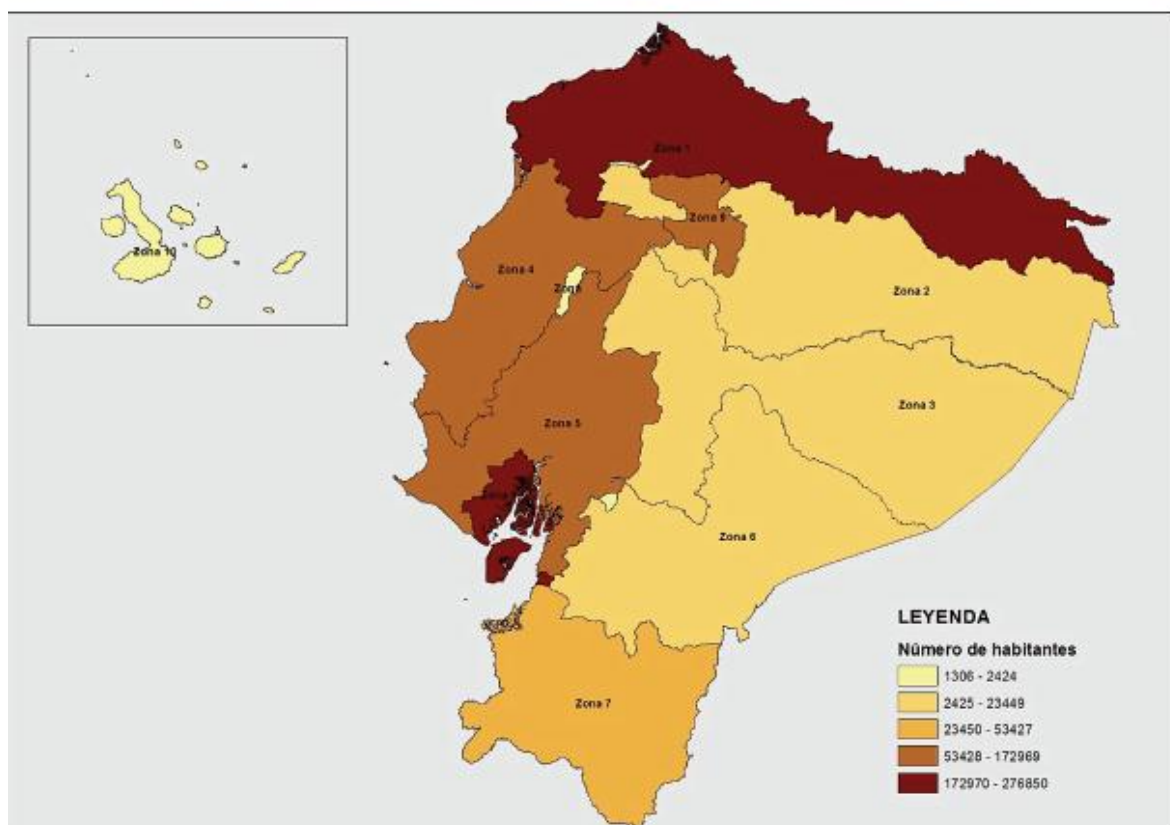 Zona 1
Zona 9
Zona 10
Zona 4
Zona
Zona 2
Zona 3
Zona 5
Zona 6
Zona 7
LEYENDA
Número de habitantes
1306 - 2424
2425 - 23449
23450 - 53427
53428 - 172969
172970 - 276850